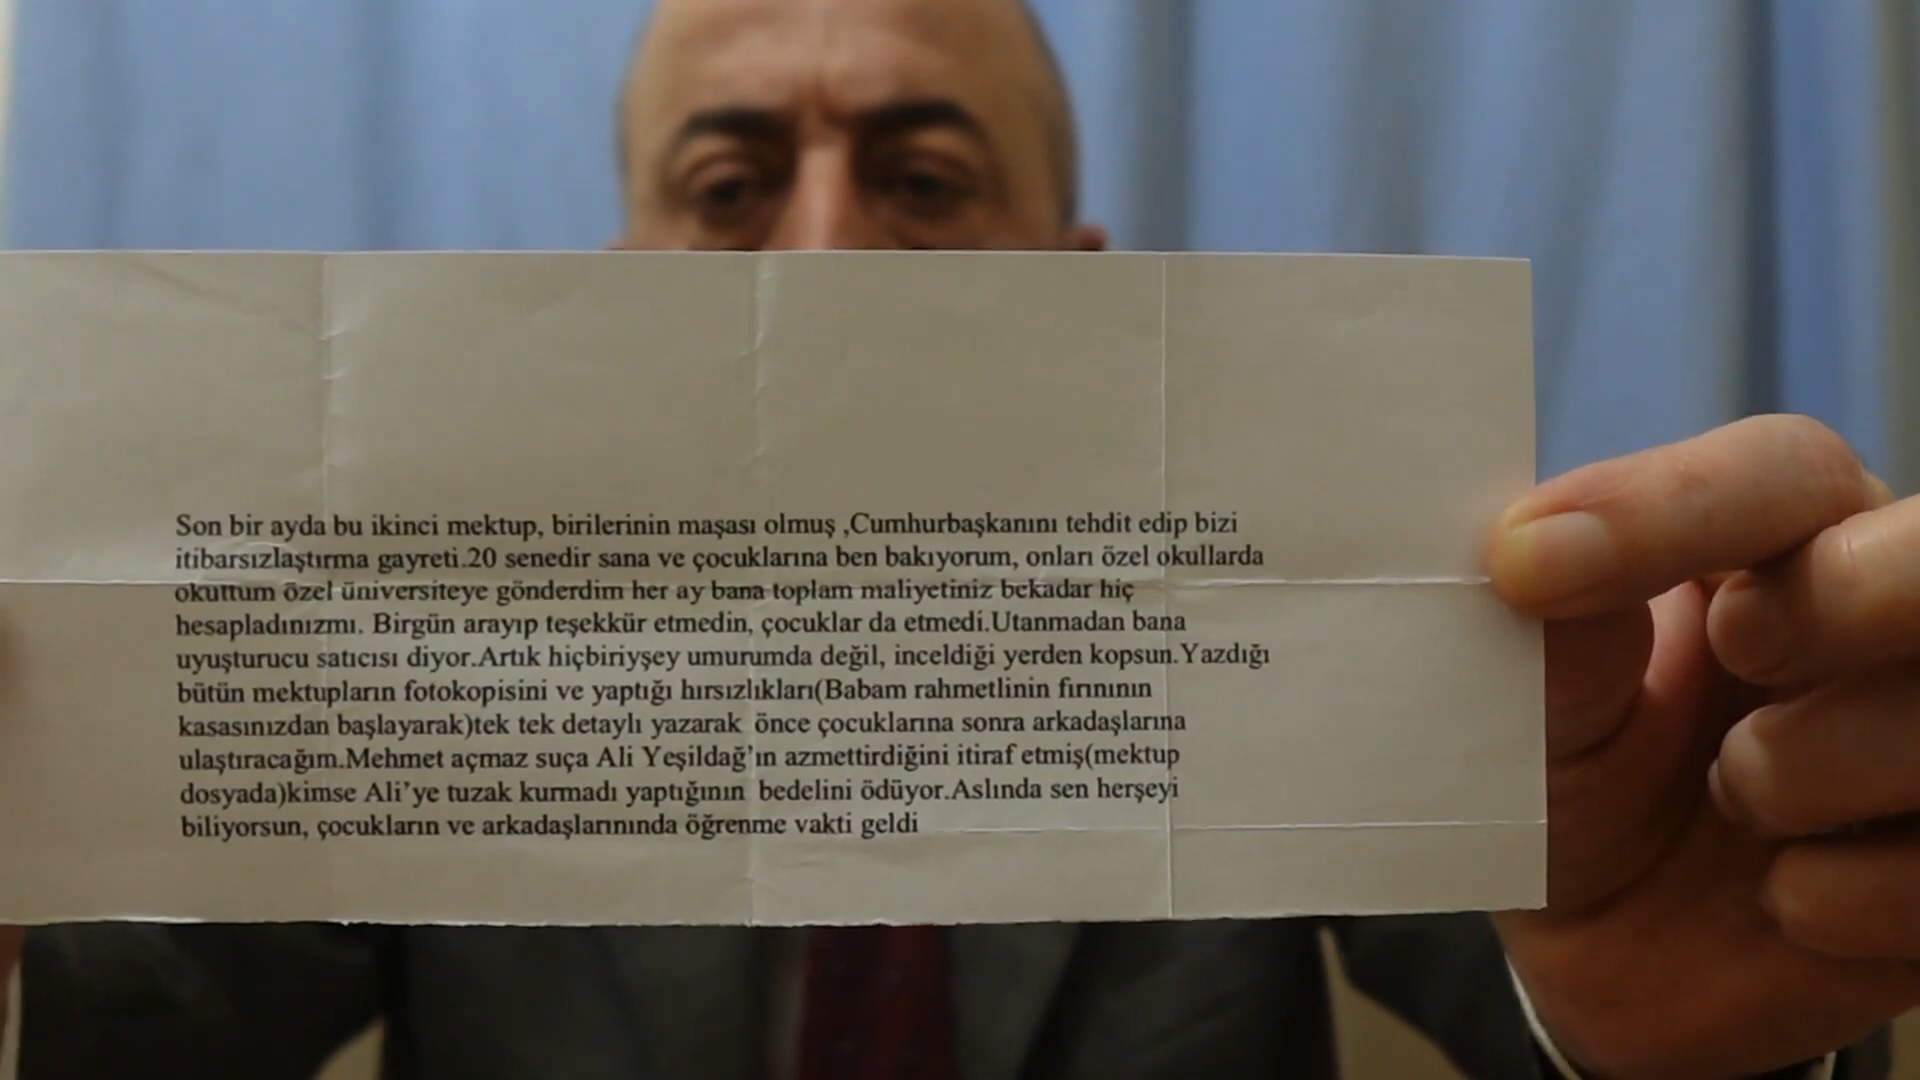 Son bir ayda bu ikinci mektup, birilerinin maşası olmuş ,Cumhurbaşkanını tehdit edip bizi
itibarsızlaştırma gayreti.20 senedir sana ve çocuklarına ben bakıyorum, onları özel okullarda
okuttum özel üniversiteye gönderdim her ay bana toplam maliyetiniz bekadar hiç
hesapladınızmı. Birgün arayıp teşekkür etmedin, çocuklar da etmedi.Utanmadan bana
uyuşturucu satıcısı diyor.Artık hiçbiriyşey umurumda değil, inceldiği yerden kopsun.Yazdığı
bütün mektupların fotokopisini ve yaptığı hırsızlıkları(Babam rahmetlinin fırınının
kasasınızdan başlayarak)tek tek detaylı yazarak önce çocuklarına sonra arkadaşlarına
ulaştıracağım.Mehmet açmaz suça Ali Yeşildağ’ın azmettirdiğini itiraf etmiş(mektup
dosyada)kimse Ali’ye tuzak kurmadı yaptığının bedelini ödüyor.Aslında sen herşeyi
biliyorsun, çocukların ve arkadaşlarınında öğrenme vakti geldi